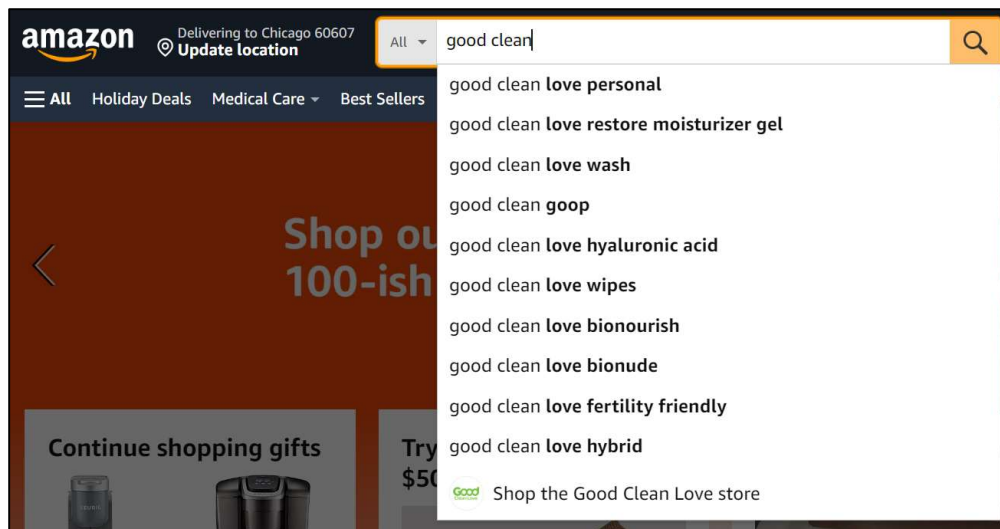 amazon
Delivering to Chicago 60607
Update location
All
good clean
All
Holiday Deals
Medical Care
Best Sellers
good clean love personal
good clean love restore moisturizer gel
good clean love wash
good clean goop
good clean love hyaluronic acid
good clean love wipes
good clean love bionourish
good clean love bionude
good clean love fertility friendly
good clean love hybrid
Good
Shop the Good Clean Love store
Shop ou
100-ish
Continue shopping gifts
KEURIG
Try
$50